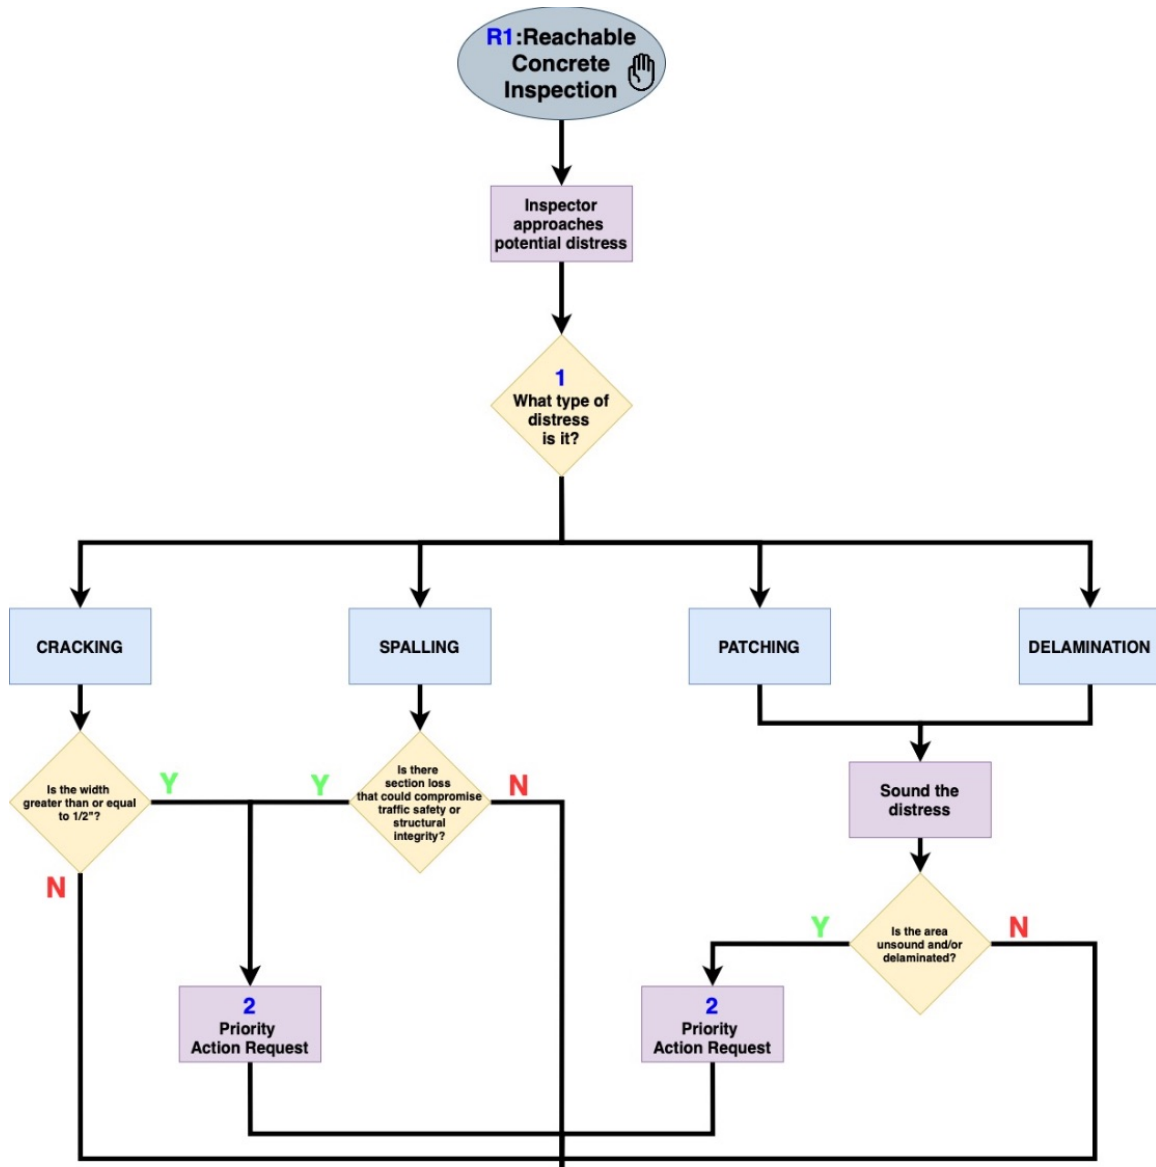 R1:Reachable
Concrete
Inspection
Inspector
approaches
potential distress
1
What type of
distress
is it?
CRACKING
SPALLING
PATCHING
DELAMINATION
Is the width
greater than or equal
to 1/2"?
Y
N
Is there
section loss
that could compromise
traffic safety or
structural
integrity?
Y
N
Sound the
distress
Is the area
unsound and/or
delaminated?
Y
N
2
Priority
Action Request
2
Priority
Action Request